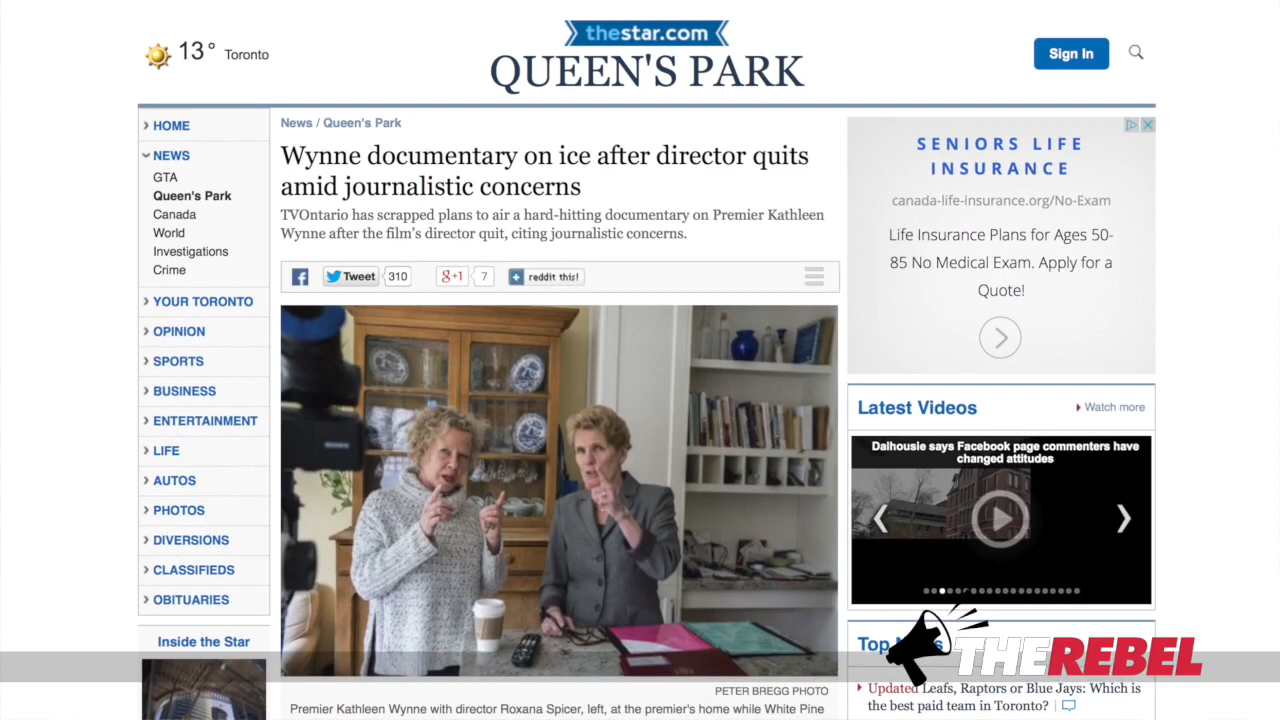 thestar.com
13° Toronto
QUEEN'S PARK
Sign In
HOME
NEWS
GTA
Queen's Park
Canada
World
Investigations
Crime
YOUR TORONTO
OPINION
SPORTS
BUSINESS
ENTERTAINMENT
LIFE
AUTOS
PHOTOS
DIVERSIONS
CLASSIFIEDS
OBITUARIES
Inside the Star
News / Queen's Park
Wynne documentary on ice after director quits
amid journalistic concerns
TVOntario has scrapped plans to air a hard-hitting documentary on Premier Kathleen
Wynne after the film's director quit, citing journalistic concerns.
Tweet 310 g+1 7 reddit this!
PETER BREGG PHOTO
Premier Kathleen Wynne with director Roxana Spicer, left, at the premier's home while White Pine
SENIORS LIFE
INSURANCE
canada-life-insurance.org/No-Exam
Life Insurance Plans for Ages 50-
85 No Medical Exam. Apply for a
Quote!
Latest Videos
Watch more
Dalhousie says Facebook page commenters have
changed attitudes
Top News
THE REBEL
Updated Leafs, Raptors or Blue Jays: Which is
the best paid team in Toronto?